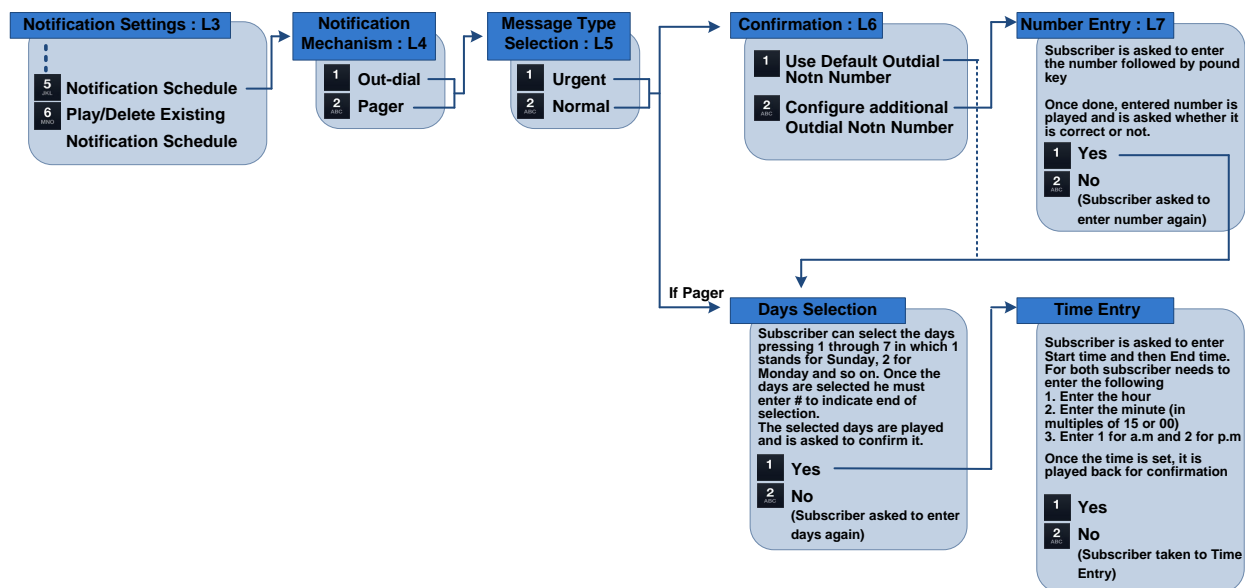 Notification Settings : L3
5
JKL
Notification Schedule
6
MNO
Play/Delete Existing
Notification Schedule
Notification
Mechanism : L4
1
Out-dial
2
ABC
Pager
Message Type
Selection : L5
1
Urgent
2
ABC
Normal
Confirmation : L6
1
Use Default Outdial
Notn Number
2
ABC
Configure additional
Outdial Notn Number
Number Entry : L7
Subscriber is asked to enter
the number followed by pound
key
Once done, entered number is
played and is asked whether it
is correct or not.
1
Yes
2
ABC
No
(Subscriber asked to
enter number again)
If Pager
Days Selection
Subscriber can select the days
pressing 1 through 7 in which 1
stands for Sunday, 2 for
Monday and so on. Once the
days are selected he must
enter # to indicate end of
selection.
The selected days are played
and is asked to confirm it.
1
Yes
2
ABC
No
(Subscriber asked to enter
days again)
Time Entry
Subscriber is asked to enter
Start time and then End time.
For both subscriber needs to
enter the following
1. Enter the hour
2. Enter the minute (in
multiples of 15 or 00)
3. Enter 1 for a.m and 2 for p.m
Once the time is set, it is
played back for confirmation
1
Yes
2
ABC
No
(Subscriber taken to Time
Entry)